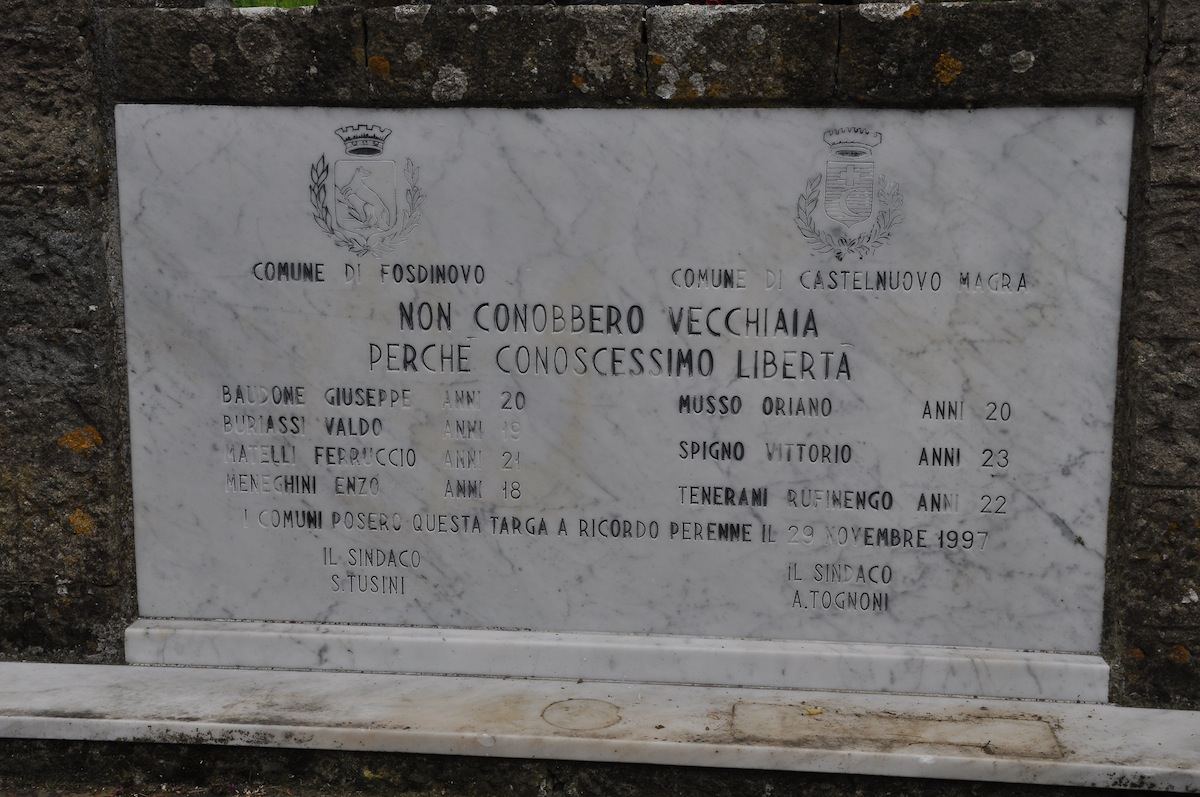 COMUNE DI FOSDINOVO
COMUNE DI CASTELNUOVO MAGRA
NON CONOBBERO VECCHIAIA
PERCHÈ CONOSCESSIMO LIBERTÀ
BAUDONE GIUSEPPE ANNI 20
BURIASSI VALDO ANNI 19
MATELLI FERRUCCIO ANNI 21
MENEGHINI ENZO ANNI 18
MUSSO ORIANO ANNI 20
SPIGNO VITTORIO ANNI 23
TENERANI RUFINENGO ANNI 22
I COMUNI POSERO QUESTA TARGA A RICORDO PERENNE IL 29 NOVEMBRE 1997
IL SINDACO
S.TUSINI
IL SINDACO
A.TOGNONI